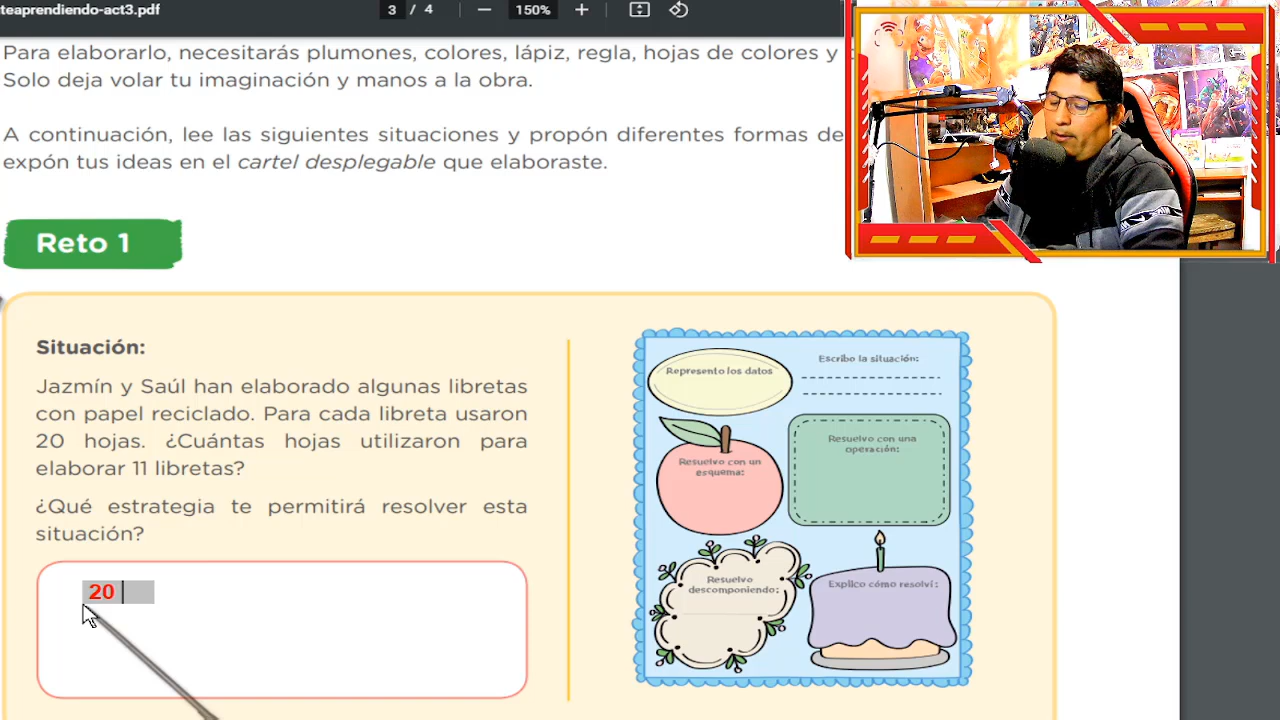 teaprendiendo-act3.pdf
3 / 4
150%
Para elaborarlo, necesitarás plumones, colores, lápiz, regla, hojas de colores y
Solo deja volar tu imaginación y manos a la obra.
A continuación, lee las siguientes situaciones y propón diferentes formas de
expón tus ideas en el cartel desplegable que elaboraste.
Reto 1
Situación:
Jazmín y Saúl han elaborado algunas libretas
con papel reciclado. Para cada libreta usaron
20 hojas. ¿Cuántas hojas utilizaron para
elaborar 11 libretas?
¿Qué estrategia te permitirá resolver esta
situación?
20
Represento los datos
Escribo la situación:
Resuelvo con un
esquema:
Resuelvo con una
operación:
Resuelvo
descomponiendo:
Explico cómo resolví: